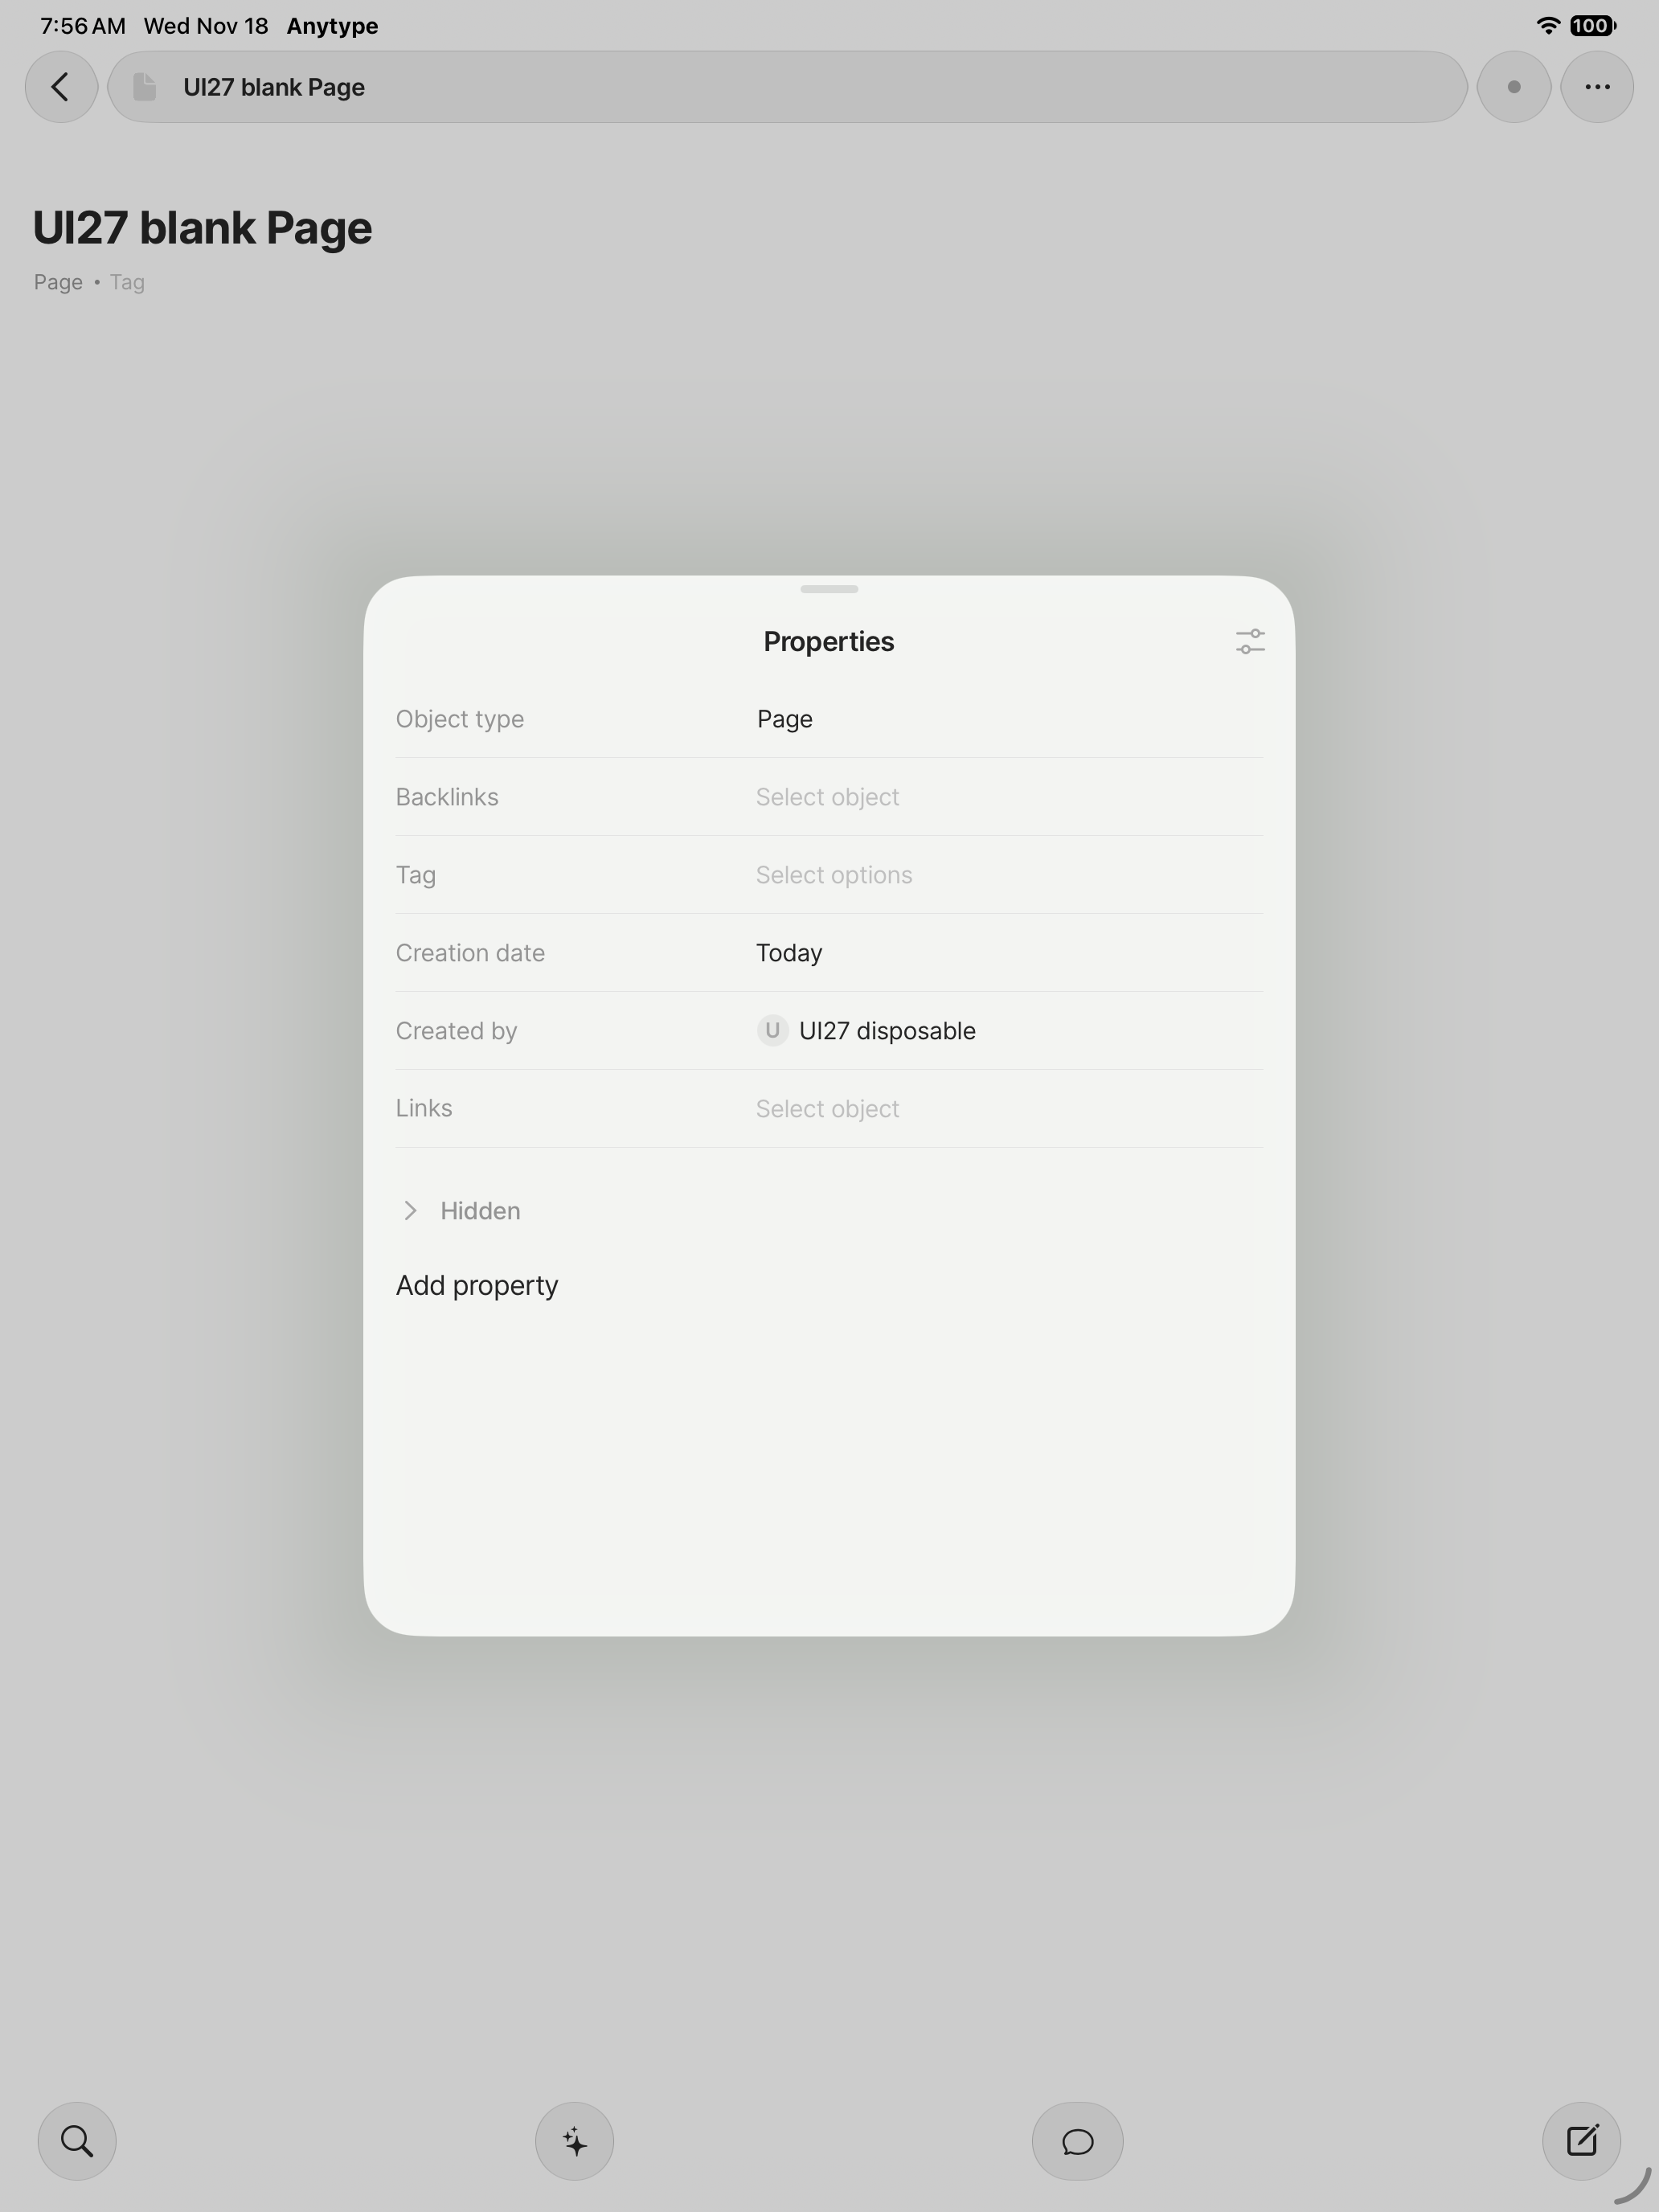 7:56 AM Wed Nov 18 Anytype
100
UI27 blank Page
UI27 blank Page
Page • Tag
Properties
Object type Page
Backlinks Select object
Tag Select options
Creation date Today
Created by U UI27 disposable
Links Select object
Hidden
Add property